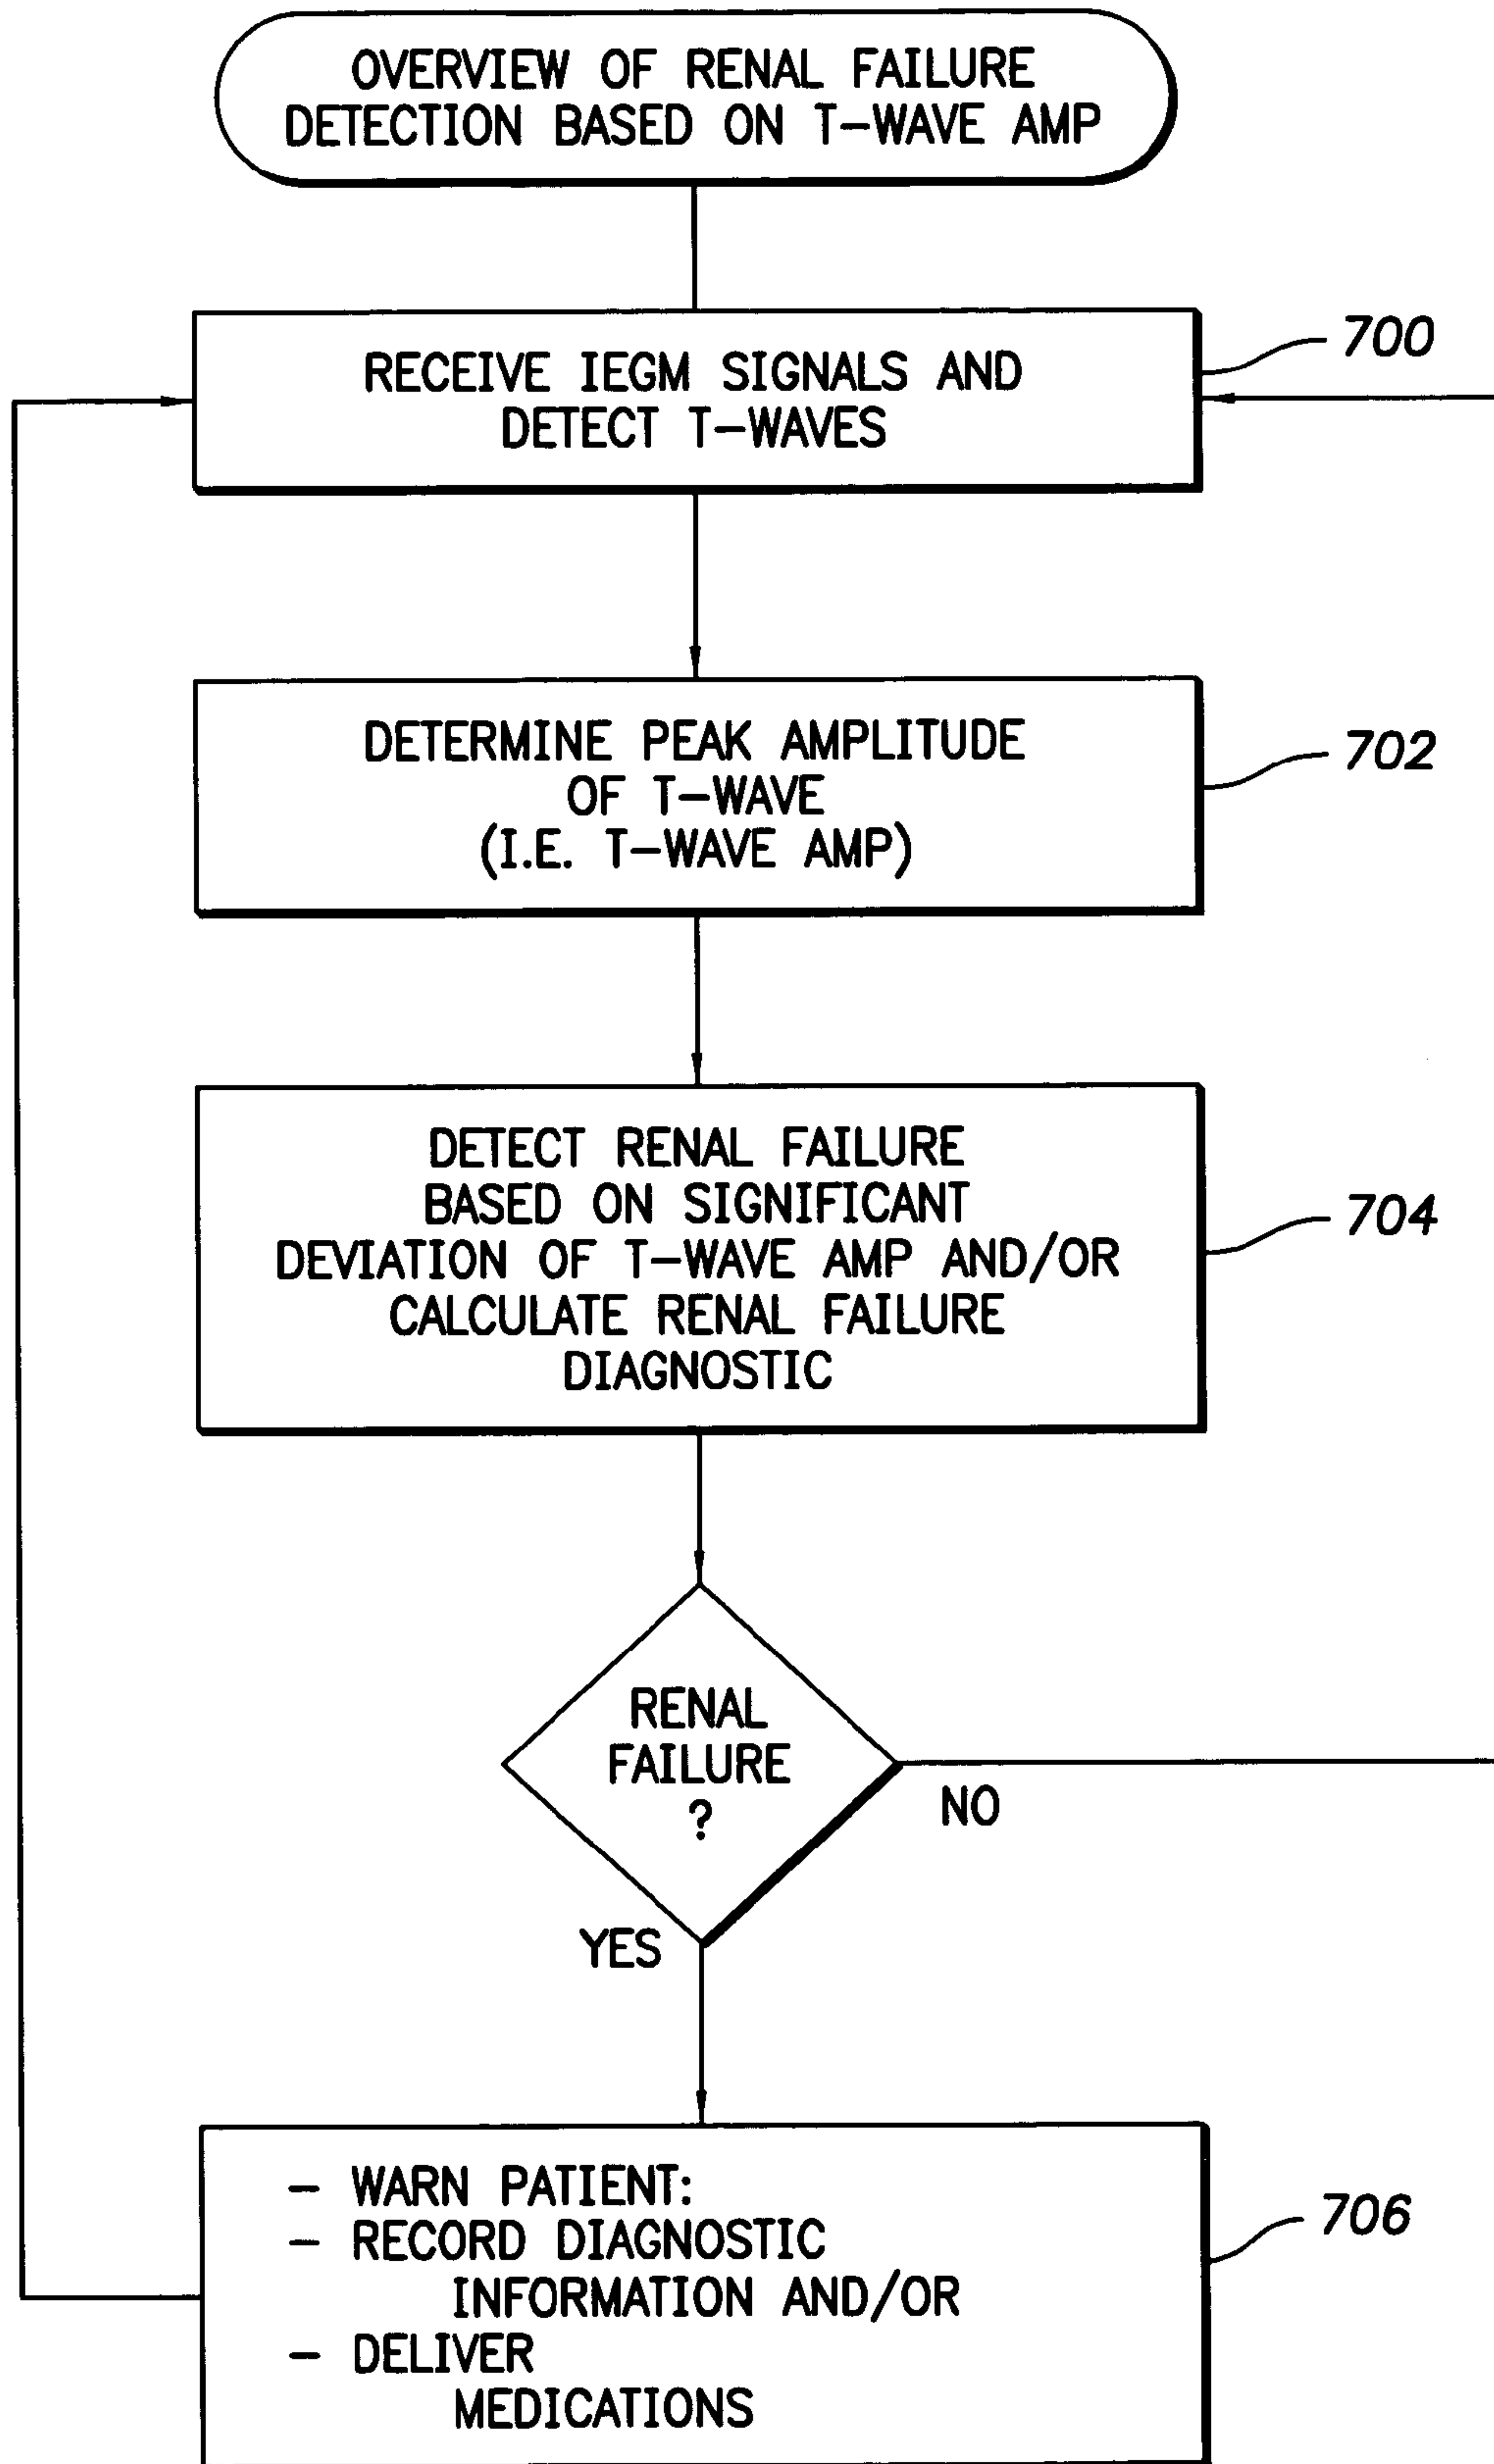 OVERVIEW OF RENAL FAILURE
DETECTION BASED ON T-WAVE AMP
RECEIVE IEGM SIGNALS AND
DETECT T-WAVES
700
DETERMINE PEAK AMPLITUDE
OF T-WAVE
(I.E. T-WAVE AMP)
702
DETECT RENAL FAILURE
BASED ON SIGNIFICANT
DEVIATION OF T-WAVE AMP AND/OR
CALCULATE RENAL FAILURE
DIAGNOSTIC
704
RENAL
FAILURE
?
NO
YES
- WARN PATIENT:
- RECORD DIAGNOSTIC
INFORMATION AND/OR
- DELIVER
MEDICATIONS
706